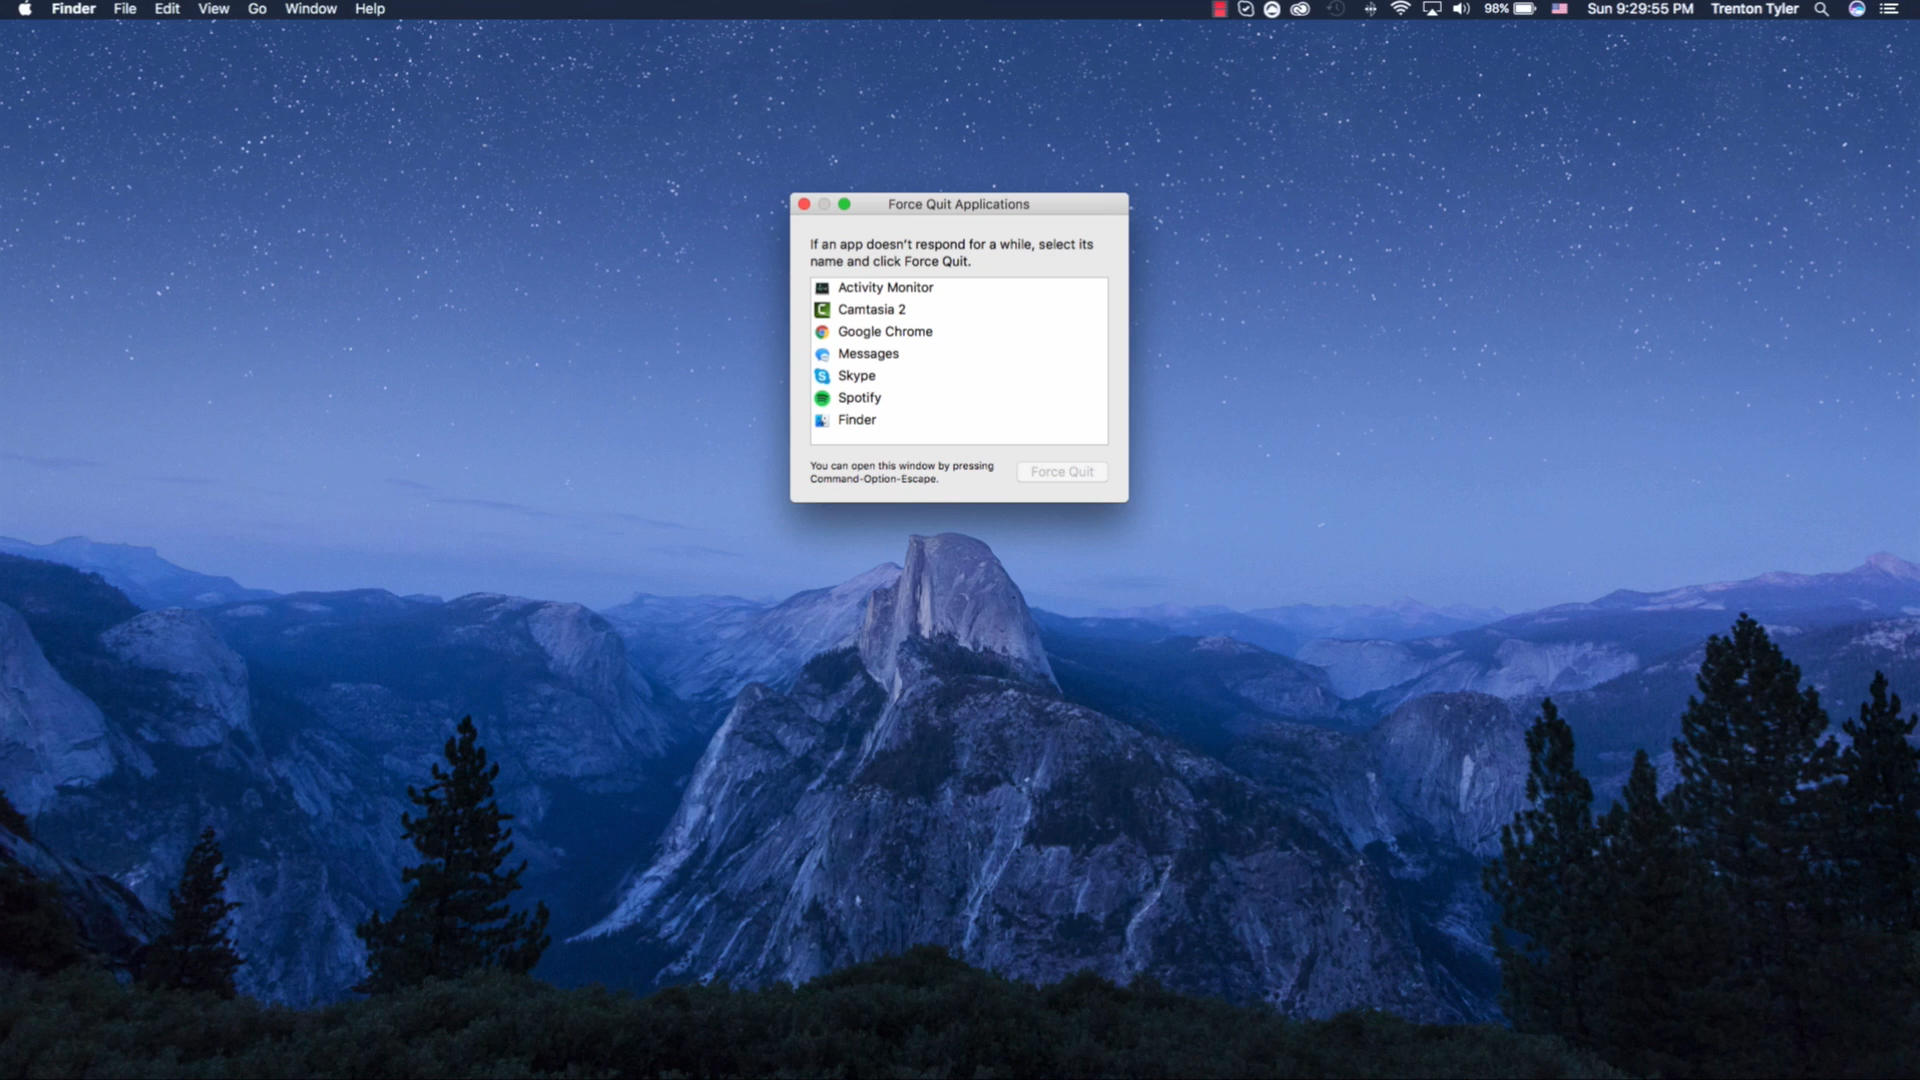 Finder File Edit View Go Window Help 98% Sun 9:29:55 PM Trenton Tyler
Force Quit Applications
If an app doesn't respond for a while, select its
name and click Force Quit.
Activity Monitor
Camtasia 2
Google Chrome
Messages
Skype
Spotify
Finder
You can open this window by pressing
Command-Option-Escape.
Force Quit